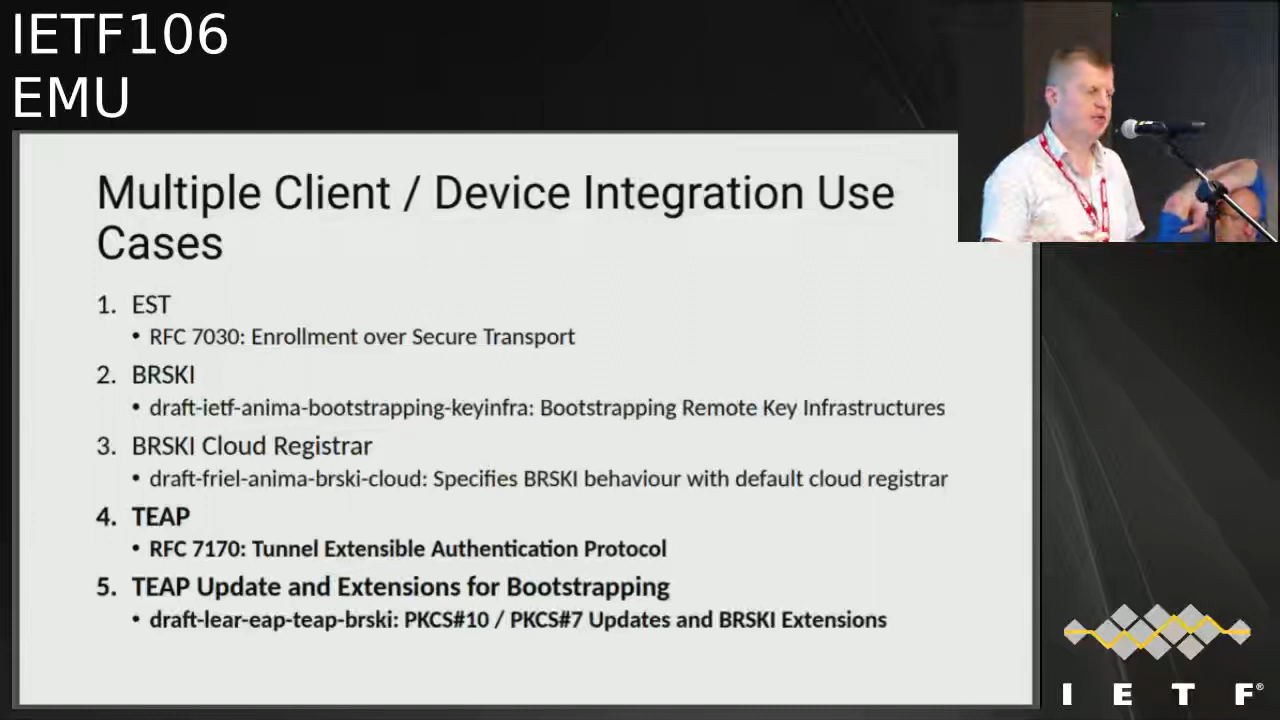 IETF106
EMU
Multiple Client / Device Integration Use
Cases
1. EST
• RFC 7030: Enrollment over Secure Transport
2. BRSKI
• draft-ietf-anima-bootstrapping-keyinfra: Bootstrapping Remote Key Infrastructures
3. BRSKI Cloud Registrar
• draft-friel-anima-brski-cloud: Specifies BRSKI behaviour with default cloud registrar
4. TEAP
• RFC 7170: Tunnel Extensible Authentication Protocol
5. TEAP Update and Extensions for Bootstrapping
• draft-lear-eap-teap-brski: PKCS#10 / PKCS#7 Updates and BRSKI Extensions
I E T F®